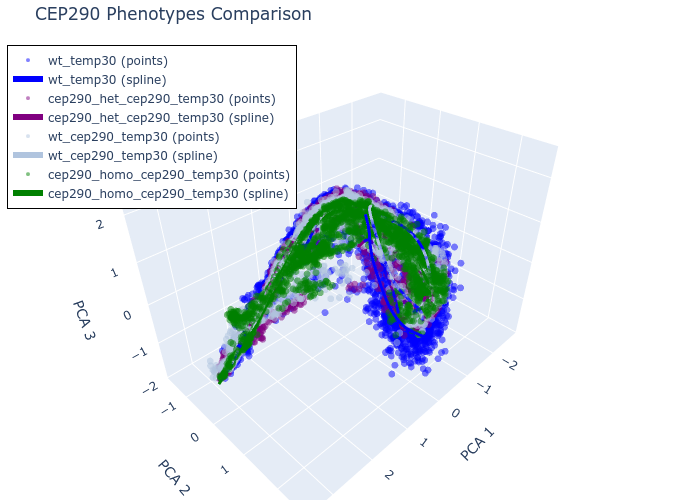 CEP290 Phenotypes Comparison
wt_temp30 (points)
wt_temp30 (spline)
cep290_het_cep290_temp30 (points)
cep290_het_cep290_temp30 (spline)
wt_cep290_temp30 (points)
wt_cep290_temp30 (spline)
cep290_homo_cep290_temp30 (points)
cep290_homo_cep290_temp30 (spline)
2
1
0
−1
−2
PCA 3
−1
0
1
PCA 2
−2
−1
0
1
2
PCA 1